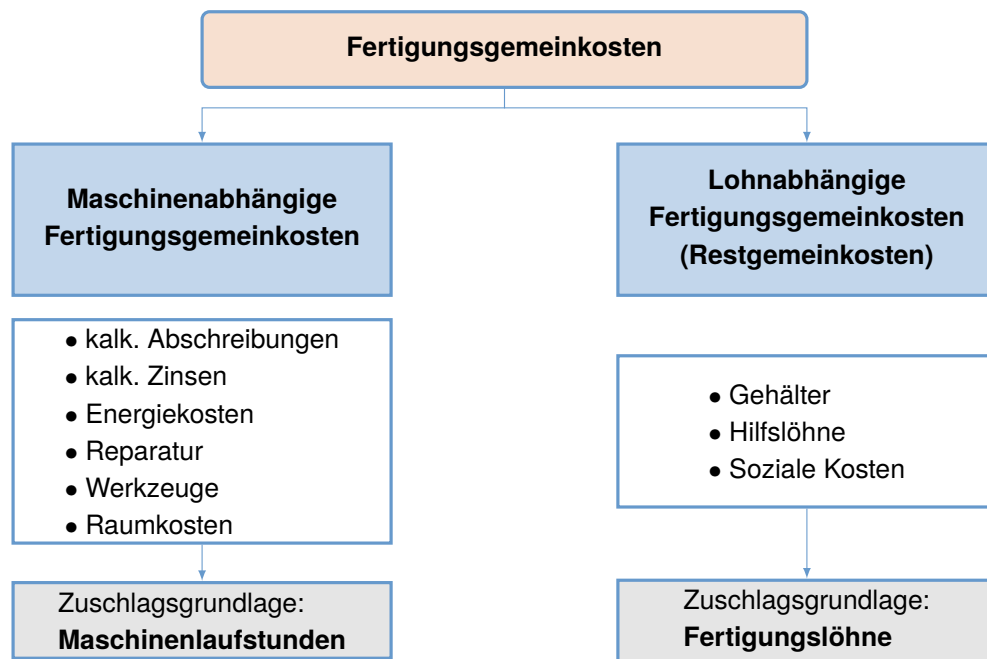 Fertigungsgemeinkosten
Maschinenabhängige
Fertigungsgemeinkosten
• kalk. Abschreibungen
• kalk. Zinsen
• Energiekosten
• Reparatur
• Werkzeuge
• Raumkosten
Zuschlagsgrundlage:
Maschinenlaufstunden
Lohnabhängige
Fertigungsgemeinkosten
(Restgemeinkosten)
• Gehälter
• Hilfslöhne
• Soziale Kosten
Zuschlagsgrundlage:
Fertigungslöhne